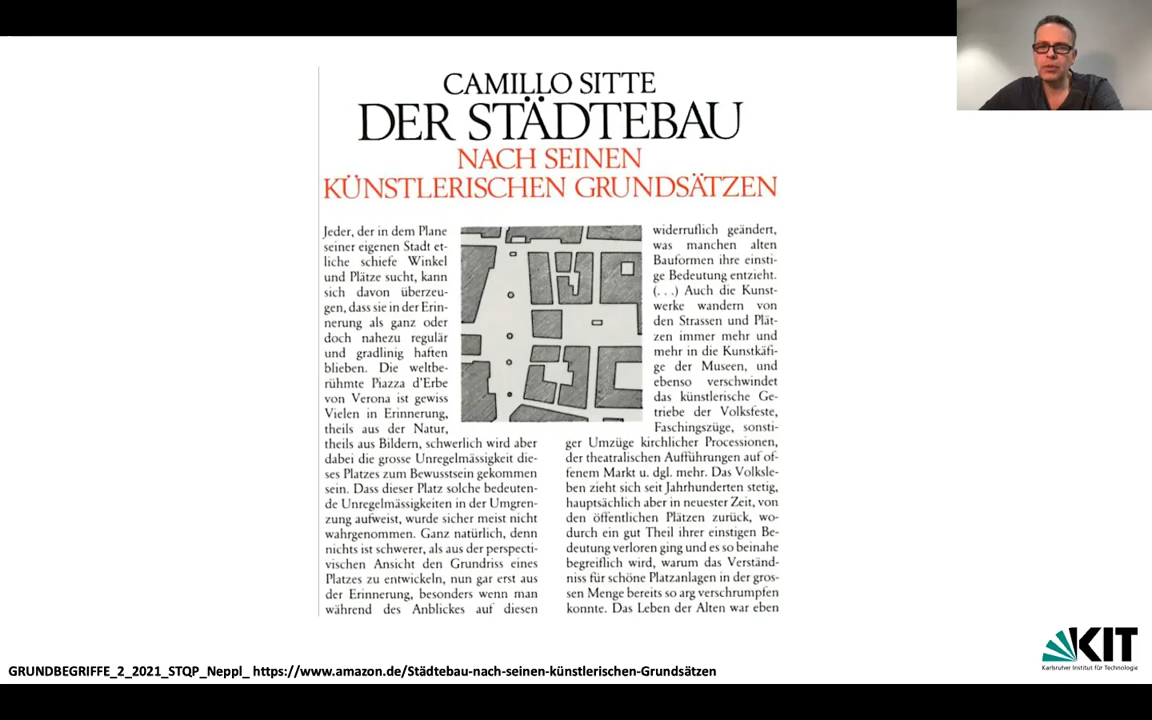 CAMILLO SITTE
DER STÄDTEBAU
NACH SEINEN
KÜNSTLERISCHEN GRUNDSÄTZEN
Jeder, der in dem Plane
seiner eigenen Stadt et-
liche schiefe Winkel
und Plätze sucht, kann
sich davon überzeu-
gen, dass sie in der Erin-
nerung als ganz oder
doch nahezu regulär
und gradlinig haften
blieben. Die weltbe-
rühmte Piazza d'Erbe
von Verona ist gewiss
Vielen in Erinnerung,
theils aus der Natur,
theils aus Bildern, schwerlich wird aber
dabei die grosse Unregelmässigkeit die-
ses Platzes zum Bewusstsein gekommen
sein. Dass dieser Platz solche bedeuten-
de Unregelmässigkeiten in der Umgren-
zung aufweist, wurde sicher meist nicht
wahrgenommen. Ganz natürlich, denn
nichts ist schwerer, als aus der perspecti-
vischen Ansicht den Grundriss eines
Platzes zu entwickeln, nun gar erst aus
der Erinnerung, besonders wenn man
während des Anblickes auf diesen
widerruflich geändert,
was manchen alten
Bauformen ihre einsti-
ge Bedeutung entzieht.
(. . .) Auch die Kunst-
werke wandern von
den Strassen und Plät-
zen immer mehr und
mehr in die Kunstkäfi-
ge der Museen, und
ebenso verschwindet
das künstlerische Ge-
triebe der Volksfeste,
Faschingszüge, sonsti-
ger Umzüge kirchlicher Processionen,
der theatralischen Aufführungen auf of-
fenem Markt u. dgl. mehr. Das Volksle-
ben zieht sich seit Jahrhunderten stetig,
hauptsächlich aber in neuester Zeit, von
den öffentlichen Plätzen zurück, wo-
durch ein gut Theil ihrer einstigen Be-
deutung verloren ging und es so beinahe
begreiflich wird, warum das Verständ-
niss für schöne Platzanlagen in der gros-
sen Menge bereits so arg verschrumpfen
konnte. Das Leben der Alten war eben
KIT
Karlsruher Institut für Technologie
GRUNDBEGRIFFE_2_2021_STQP_Neppl_ https://www.amazon.de/Städtebau-nach-seinen-künstlerischen-Grundsätzen